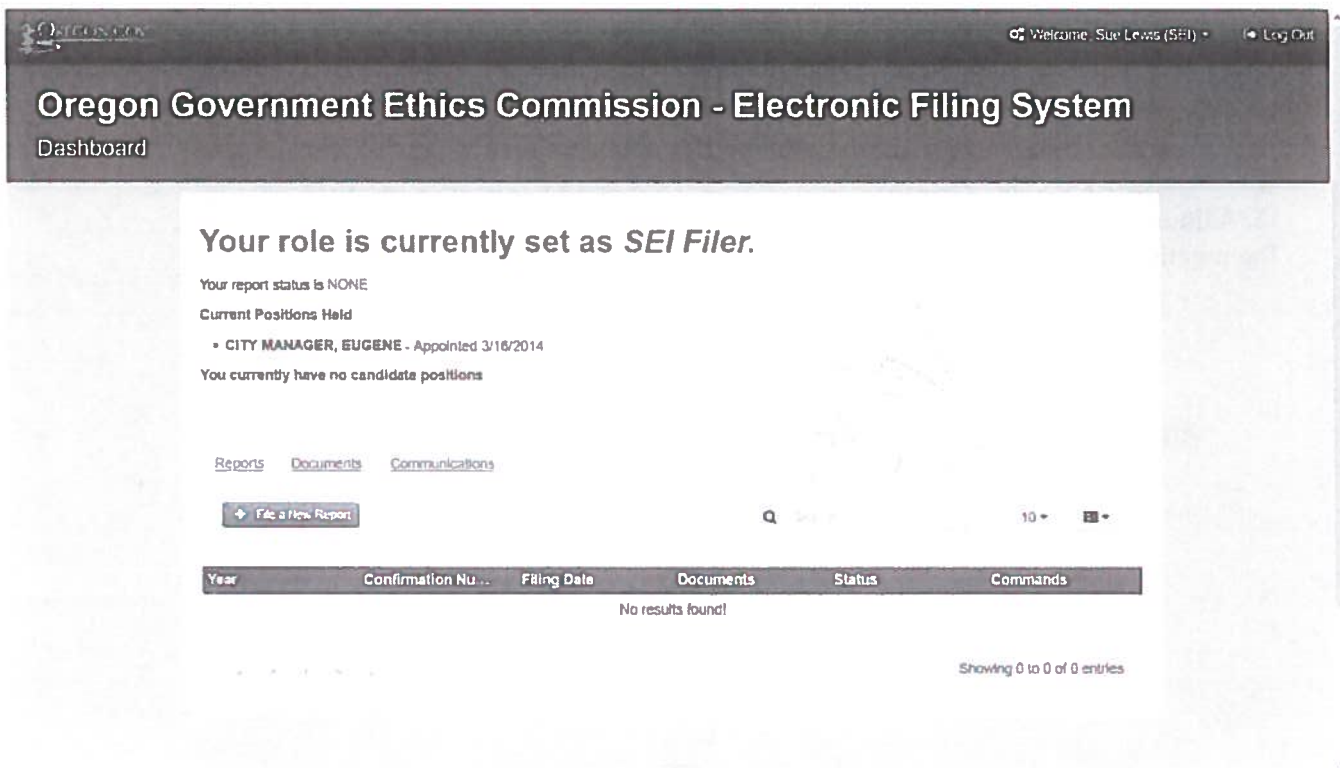 Welcome, Sue Lewis (SEI) Log Out
Oregon Government Ethics Commission - Electronic Filing System
Dashboard
Your role is currently set as SEI Filer.
Your report status is NONE
Current Positions Held
• CITY MANAGER, EUGENE - Appointed 3/16/2014
You currently have no candidate positions
Reports Documents Communications
+ File a New Report 10
Year Confirmation Nu... Filing Date Documents Status Commands
No results found!
Showing 0 to 0 of 0 entries